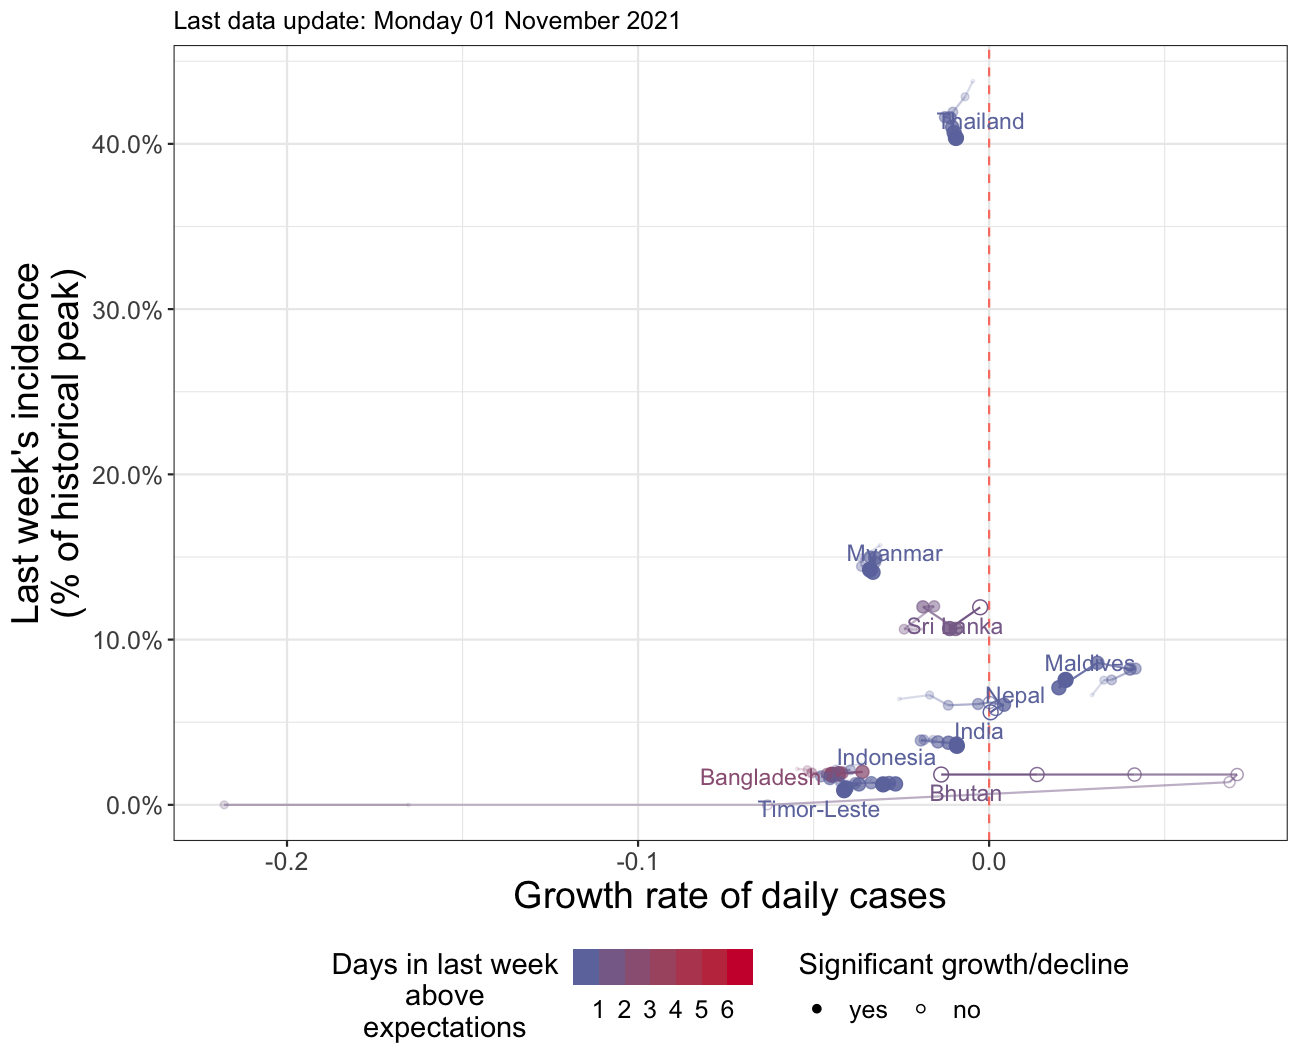 Last data update: Monday 01 November 2021
Last week's incidence
(% of historical peak)
40.0%
30.0%
20.0%
10.0%
0.0%
Thailand
Myanmar
Sri Lanka
Maldives
Nepal
India
Indonesia
Bangladesh
Bhutan
Timor-Leste
-0.2
-0.1
0.0
Growth rate of daily cases
Days in last week
above
expectations
1 2 3 4 5 6
Significant growth/decline
yes
no